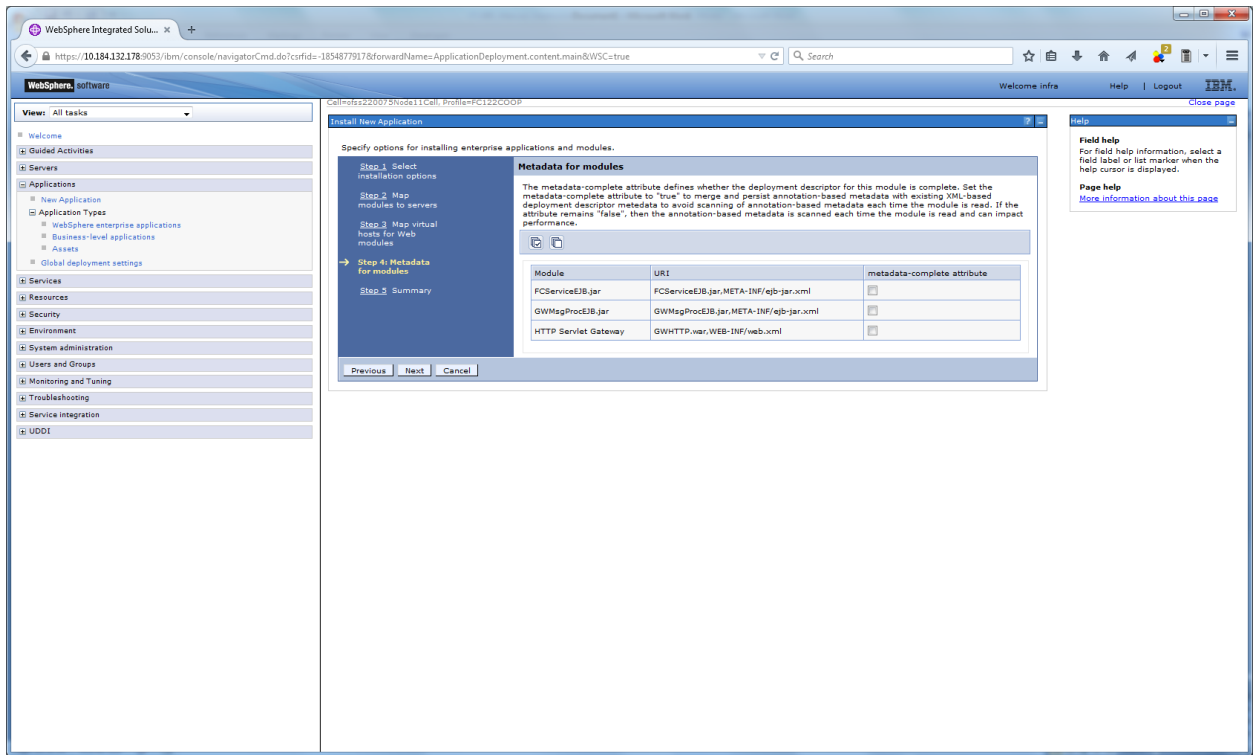 WebSphere Integrated Solu... × +
https://10.184.132.178:9053/ibm/console/navigatorCmd.do?csrfid=-1854877917&forwardName=ApplicationDeployment.content.main&WSC=true
Search
2
WebSphere. software
Welcome infra
Help | Logout
IBM.
View: All tasks
Welcome
Guided Activities
Servers
Applications
New Application
Application Types
WebSphere enterprise applications
Business-level applications
Assets
Global deployment settings
Services
Resources
Security
Environment
System administration
Users and Groups
Monitoring and Tuning
Troubleshooting
Service integration
UDDI
Cell=ofss220075Node11Cell, Profile=FC122COOP
Close page
Install New Application
Specify options for installing enterprise applications and modules.
Step 1 Select
installation options
Step 2 Map
modules to servers
Step 3 Map virtual
hosts for Web
modules
Step 4: Metadata
for modules
Step 5 Summary
Metadata for modules
The metadata-complete attribute defines whether the deployment descriptor for this module is complete. Set the
metadata-complete attribute to "true" to merge and persist annotation-based metadata with existing XML-based
deployment descriptor metedata to avoid scanning of annotation-based metadata each time the module is read. If the
attribute remains "false", then the annotation-based metadata is scanned each time the module is read and can impact
performance.
Module URI metadata-complete attribute
FCServiceEJB.jar FCServiceEJB.jar,META-INF/ejb-jar.xml
GWMsgProcEJB.jar GWMsgProcEJB.jar,META-INF/ejb-jar.xml
HTTP Servlet Gateway GWHTTP.war,WEB-INF/web.xml
Previous Next Cancel
Help
Field help
For field help information, select a
field label or list marker when the
help cursor is displayed.
Page help
More information about this page